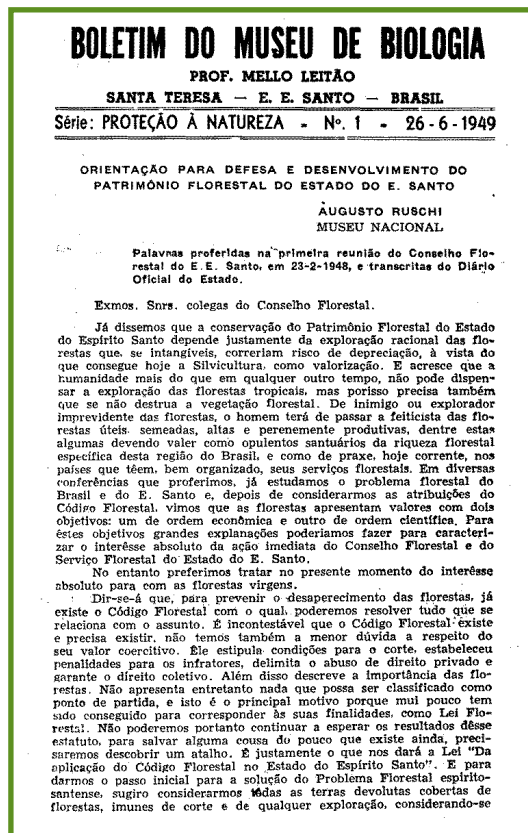 BOLETIM DO MUSEU DE BIOLOGIA
PROF. MELLO LEITÃO
SANTA TERESA — E. E. SANTO — BRASIL
Série: PROTEÇÃO À NATUREZA - Nº. 1 - 26-6-1949
ORIENTAÇÃO PARA DEFESA E DESENVOLVIMENTO DO
PATRIMÔNIO FLORESTAL DO ESTADO DO E. SANTO
AUGUSTO RUSCHI
MUSEU NACIONAL
Palavras proferidas na primeira reunião do Conselho Flo-
restal do E.E. Santo, em 23-2-1948, e transcritas do Diário
Oficial do Estado.
Exmos. Snrs. colegas do Conselho Florestal.
Já dissemos que a conservação do Patrimônio Florestal do Estado
do Espírito Santo depende justamente da exploração racional das flo-
restas que, se intangíveis, correriam risco de depreciação, à vista do
que consegue hoje a Silvicultura, como valorização. E acresce que a
humanidade mais do que em qualquer outro tempo, não pode dispen-
sar a exploração das florestas tropicais, mas porisso precisa também
que se não destrua a vegetação florestal. De inimigo ou explorador
imprevidente das florestas, o homem terá de passar a feiticista das flo-
restas úteis, semeadas, altas e perenemente produtivas, dentre estas
algumas devendo valer como opulentos santuários da riqueza florestal
específica desta região do Brasil, e como de praxe, hoje corrente, nos
países que têem, bem organizado, seus serviços florestais. Em diversas
conferências que proferimos, já estudamos o problema florestal do
Brasil e do E. Santo e, depois de considerarmos as atribuições do
Código Florestal, vimos que as florestas apresentam valores com dois
objetivos: um de ordem econômica e outro de ordem científica. Para
êstes objetivos grandes explanações poderiamos fazer para caracteri-
zar o interêsse absoluto da ação imediata do Conselho Florestal e do
Serviço Florestal do Estado do E. Santo.
No entanto preferimos tratar no presente momento do interêsse
absoluto para com as florestas virgens.
Dir-se-á que, para prevenir o desaparecimento das florestas, já
existe o Código Florestal com o qual poderemos resolver tudo que se
relaciona com o assunto. É incontestável que o Código Florestal existe
e precisa existir, não temos também a menor dúvida a respeito do
seu valor coercitivo. Êle estipula condições para o corte, estabeleceu
penalidades para os infratores, delimita o abuso de direito privado e
garante o direito coletivo. Além disso descreve a importância das flo-
restas. Não apresenta entretanto nada que possa ser classificado como
ponto de partida, e isto é o principal motivo porque mui pouco tem
sido conseguido para corresponder às suas finalidades, como Lei Flo-
restal. Não poderemos portanto continuar a esperar os resultados dêsse
estatuto, para salvar alguma cousa do pouco que existe ainda, preci-
saremos descobrir um atalho. É justamente o que nos dará a Lei "Da
aplicação do Código Florestal no Estado do Espírito Santo". E para
darmos o passo inicial para a solução do Problema Florestal espirito-
santense, sugiro considerarmos tôdas as terras devolutas cobertas de
florestas, imunes de corte e de qualquer exploração, considerando-se